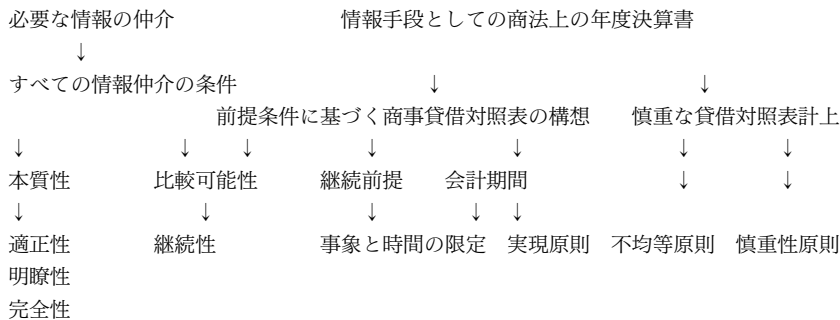 必要な情報の仲介　情報手段としての商法上の年度決算書
↓
すべての情報仲介の条件　↓　↓
前提条件に基づく商事貸借対照表の構想　慎重な貸借対照表計上
↓　↓　↓　↓　↓　↓　↓
本質性　比較可能性　継続前提　会計期間　↓　↓
↓　↓　↓　↓　↓
適正性　継続性　事象と時間の限定　実現原則　不均等原則　慎重性原則
明瞭性
完全性